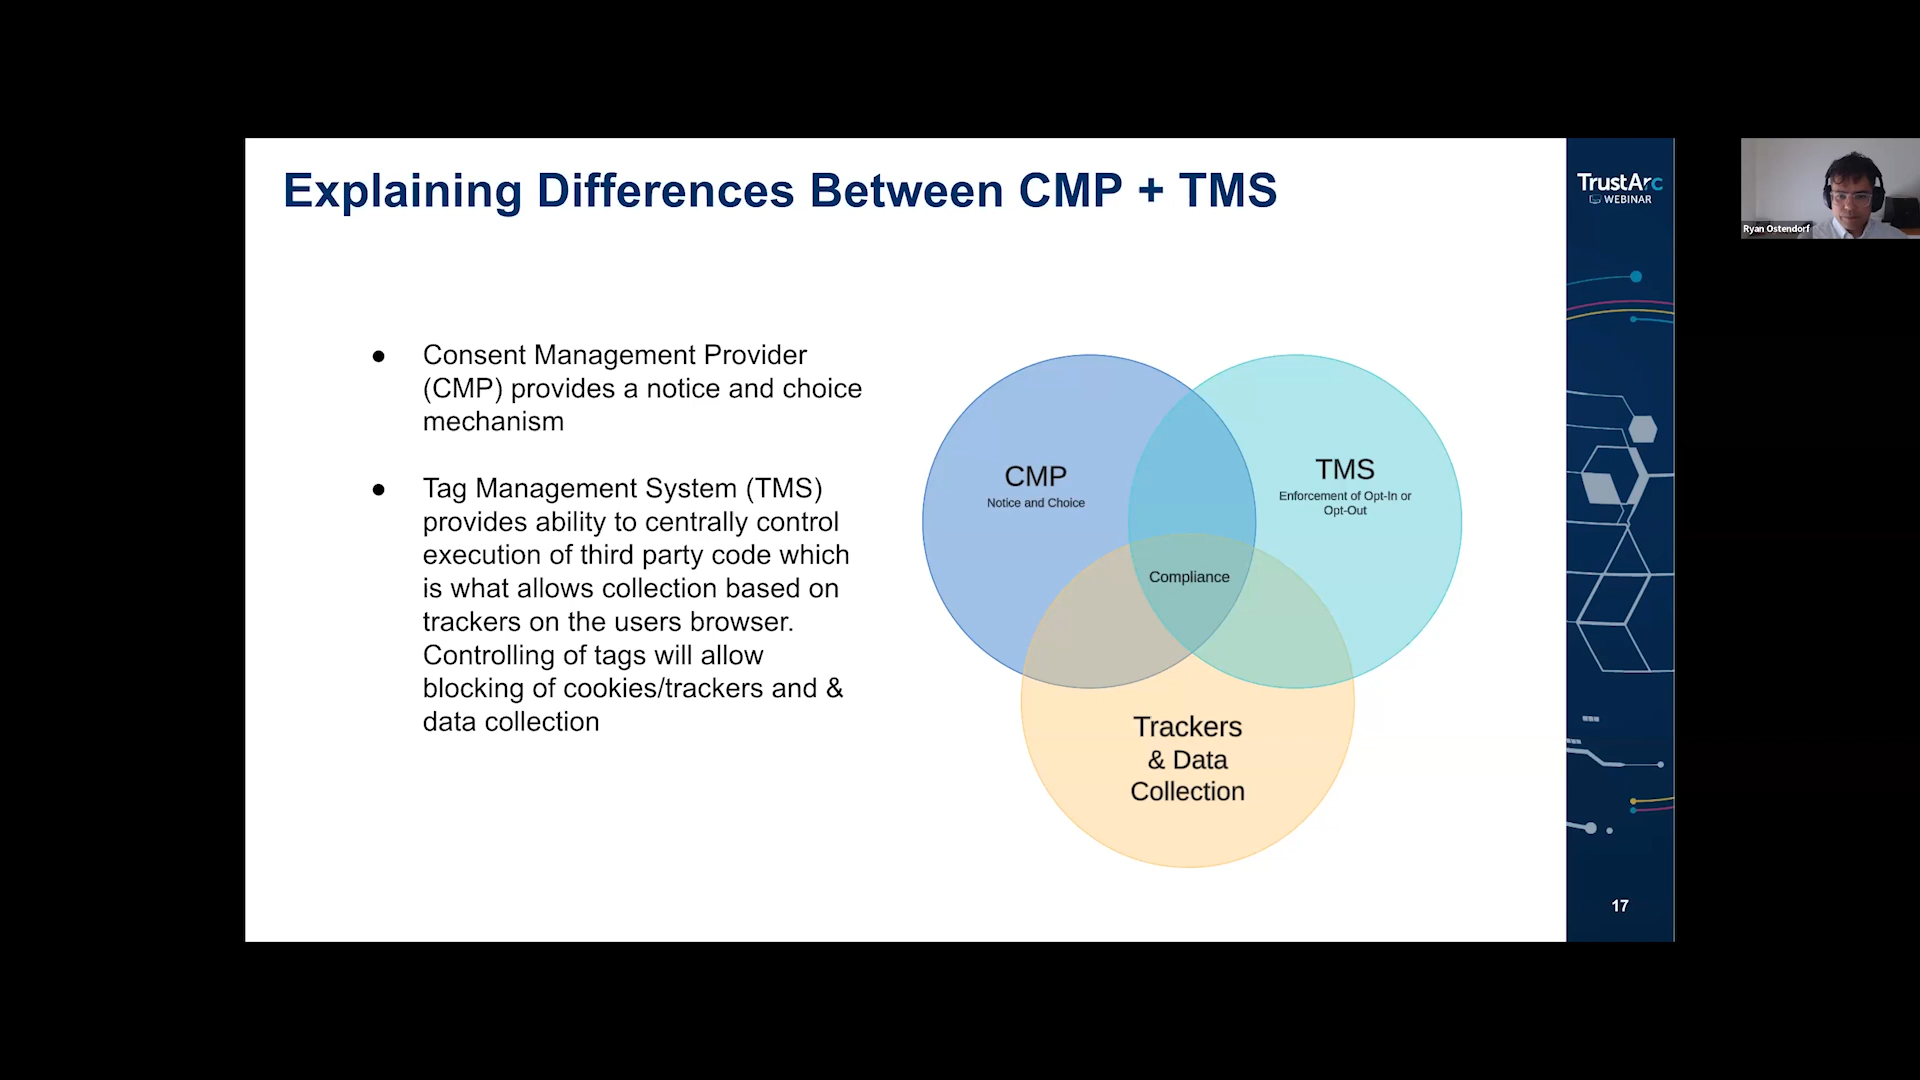 Explaining Differences Between CMP + TMS
TrustArc
WEBINAR
Ryan Ostendorf
● Consent Management Provider
(CMP) provides a notice and choice
mechanism
● Tag Management System (TMS)
provides ability to centrally control
execution of third party code which
is what allows collection based on
trackers on the users browser.
Controlling of tags will allow
blocking of cookies/trackers and &
data collection
CMP
Notice and Choice
TMS
Enforcement of Opt-In or
Opt-Out
Compliance
Trackers
& Data
Collection
17